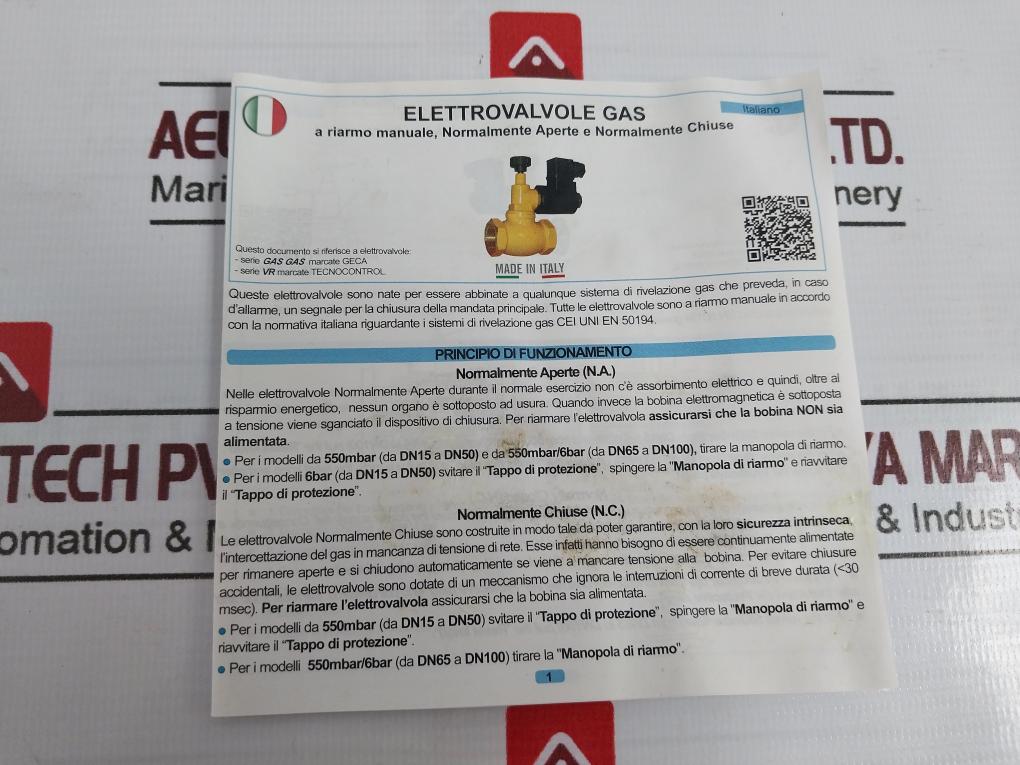 AE
LTD.
Mari
nery
ELETTROVALVOLE GAS
Italiano
a riarmo manuale, Normalmente Aperte e Normalmente Chiuse
Questo documento si riferisce a elettrovalvole:
- serie GAS GAS marcate GECA
- serie VR marcate TECNOCONTROL
MADE IN ITALY
Queste elettrovalvole sono nate per essere abbinate a qualunque sistema di rivelazione gas che preveda, in caso
d'allarme, un segnale per la chiusura della mandata principale. Tutte le elettrovalvole sono a riarmo manuale in accordo
con la normativa italiana riguardante i sistemi di rivelazione gas CEI UNI EN 50194.
PRINCIPIO DI FUNZIONAMENTO
Normalmente Aperte (N.A.)
Nelle elettrovalvole Normalmente Aperte durante il normale esercizio non c'è assorbimento elettrico e quindi, oltre al
risparmio energetico, nessun organo è sottoposto ad usura. Quando invece la bobina elettromagnetica è sottoposta
a tensione viene sganciato il dispositivo di chiusura. Per riarmare l'elettrovalvola assicurarsi che la bobina NON sia
alimentata.
• Per i modelli da 550mbar (da DN15 a DN50) e da 550mbar/6bar (da DN65 a DN100), tirare la manopola di riarmo.
• Per i modelli 6bar (da DN15 a DN50) svitare il "Tappo di protezione", spingere la "Manopola di riarmo" e riavvitare
il "Tappo di protezione".
Normalmente Chiuse (N.C.)
Le elettrovalvole Normalmente Chiuse sono costruite in modo tale da poter garantire, con la loro sicurezza intrinseca,
l'intercettazione del gas in mancanza di tensione di rete. Esse infatti hanno bisogno di essere continuamente alimentate
per rimanere aperte e si chiudono automaticamente se viene a mancare tensione alla bobina. Per evitare chiusure
accidentali, le elettrovalvole sono dotate di un meccanismo che ignora le interruzioni di corrente di breve durata (<30
msec). Per riarmare l'elettrovalvola assicurarsi che la bobina sia alimentata.
• Per i modelli da 550mbar (da DN15 a DN50) svitare il "Tappo di protezione", spingere la "Manopola di riarmo" e
riavvitare il "Tappo di protezione".
• Per i modelli 550mbar/6bar (da DN65 a DN100) tirare la "Manopola di riarmo".
1
TECH PV
YA MAR
omation &
& Indust